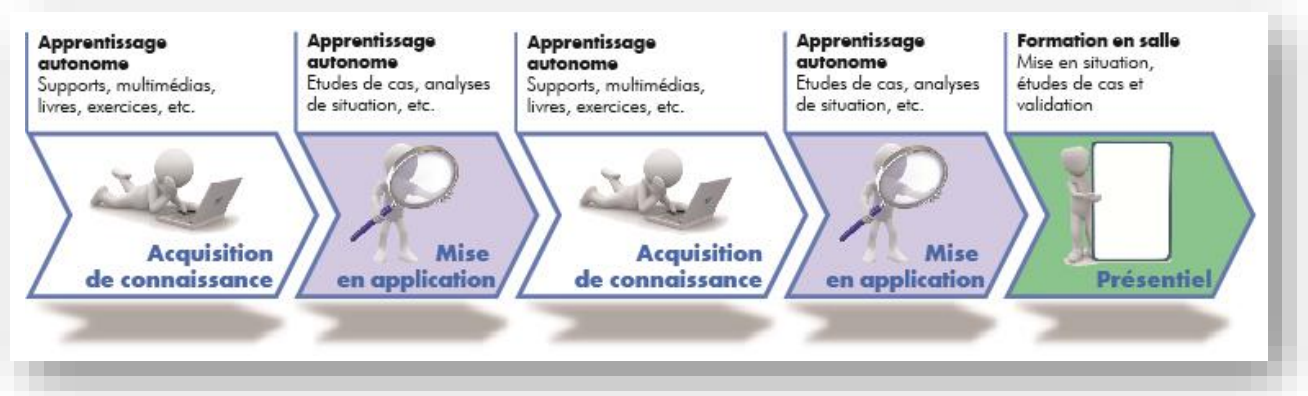 Apprentissage
autonome
Supports, multimédias,
livres, exercices, etc.
Acquisition
de connaissance
Apprentissage
autonome
Etudes de cas, analyses
de situation, etc.
Mise
en application
Apprentissage
autonome
Supports, multimédias,
livres, exercices, etc.
Acquisition
de connaissance
Apprentissage
autonome
Etudes de cas, analyses
de situation, etc.
Mise
en application
Formation en salle
Mise en situation,
études de cas et
validation
Présentiel